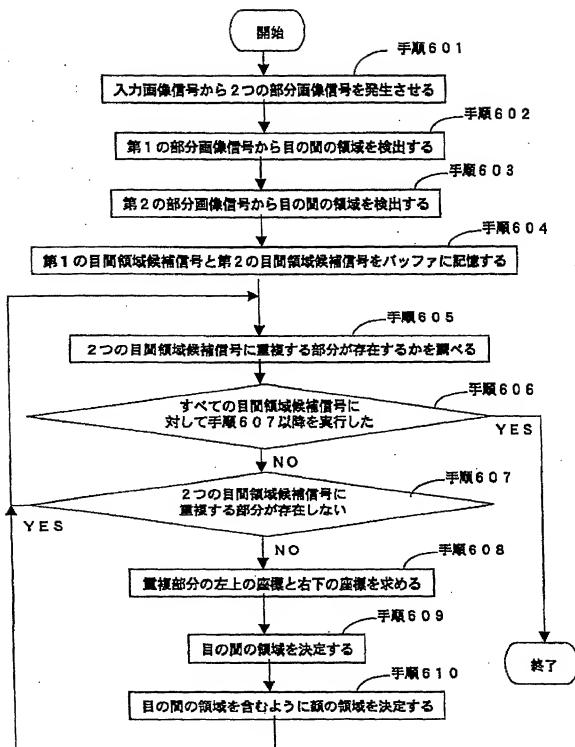 開始
手順601
入力画像信号から2つの部分画像信号を発生させる
手順602
第1の部分画像信号から目の間の領域を検出する
手順603
第2の部分画像信号から目の間の領域を検出する
手順604
第1の目間領域候補信号と第2の目間領域候補信号をバッファに記憶する
手順605
2つの目間領域候補信号に重複する部分が存在するかを調べる
手順606
すべての目間領域候補信号に
対して手順607以降を実行した
YES
NO
手順607
2つの目間領域候補信号に
重複する部分が存在しない
YES
NO
手順608
重複部分の左上の座標と右下の座標を求める
手順609
目の間の領域を決定する
終了
手順610
目の間の領域を含むように顔の領域を決定する